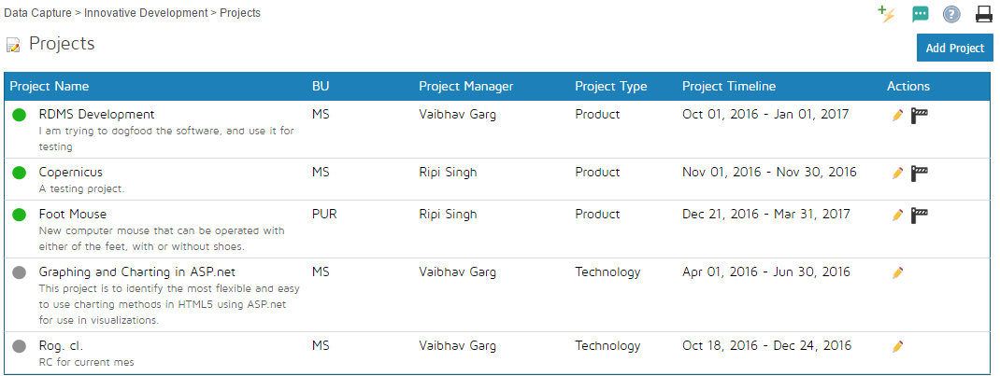 Data Capture > Innovative Development > Projects
Projects
Add Project
Project Name BU Project Manager Project Type Project Timeline Actions
RDMS Development MS Vaibhav Garg Product Oct 01, 2016 - Jan 01, 2017
I am trying to dogfood the software, and use it for
testing
Copernicus MS Ripi Singh Product Nov 01, 2016 - Nov 30, 2016
A testing project.
Foot Mouse PUR Ripi Singh Product Dec 21, 2016 - Mar 31, 2017
New computer mouse that can be operated with
either of the feet, with or without shoes.
Graphing and Charting in ASP.net MS Vaibhav Garg Technology Apr 01, 2016 - Jun 30, 2016
This project is to identify the most flexible and easy
to use charting methods in HTML5 using ASP.net
for use in visualizations.
Rog. cl. MS Vaibhav Garg Technology Oct 18, 2016 - Dec 24, 2016
RC for current mes